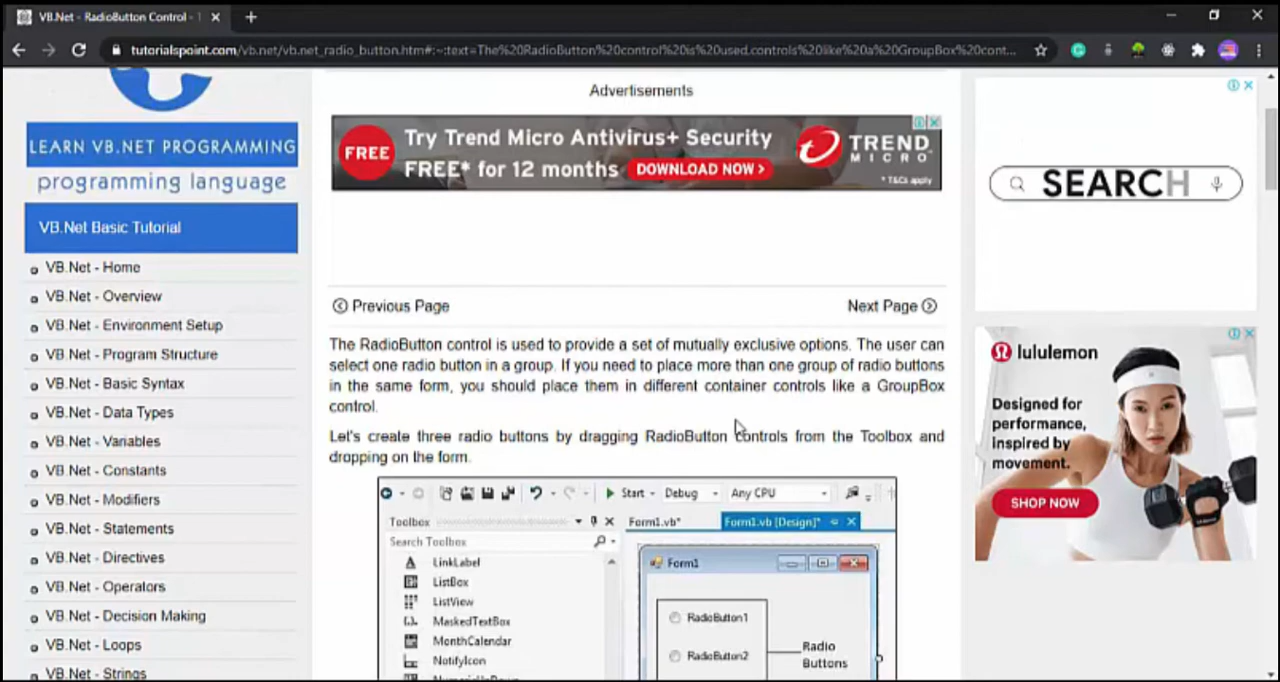 VB.Net - RadioButton Control -
tutorialspoint.com/vb.net/vb.net_radio_button.htm#:~:text=The%20RadioButton%20control%20is%20used,controls%20like%20a%20GroupBox%20cont...
LEARN VB.NET PROGRAMMING
programming language
VB.Net Basic Tutorial
VB.Net - Home
VB.Net - Overview
VB.Net - Environment Setup
VB.Net - Program Structure
VB.Net - Basic Syntax
VB.Net - Data Types
VB.Net - Variables
VB.Net - Constants
VB.Net - Modifiers
VB.Net - Statements
VB.Net - Directives
VB.Net - Operators
VB.Net - Decision Making
VB.Net - Loops
VB.Net - Strings
Advertisements
FREE
Try Trend Micro Antivirus+ Security
FREE* for 12 months
DOWNLOAD NOW >
TREND
MICRO
* T&Cs apply
Previous Page
Next Page
The RadioButton control is used to provide a set of mutually exclusive options. The user can
select one radio button in a group. If you need to place more than one group of radio buttons
in the same form, you should place them in different container controls like a GroupBox
control.
Let's create three radio buttons by dragging RadioButton controls from the Toolbox and
dropping on the form.
Start
Debug
Any CPU
Toolbox
Form1.vb*
Form1.vb [Design]*
Search Toolbox
LinkLabel
ListBox
ListView
MaskedTextBox
MonthCalendar
NotifyIcon
Form1
RadioButton1
RadioButton2
Radio
Buttons
SEARCH
lululemon
Designed for
performance,
inspired by
movement.
SHOP NOW